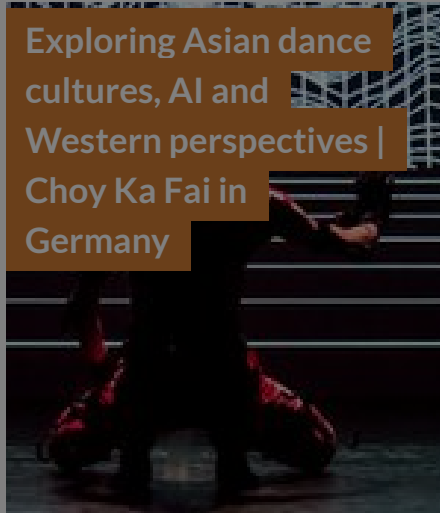 Exploring Asian dance
cultures, AI and
Western perspectives |
Choy Ka Fai in
Germany